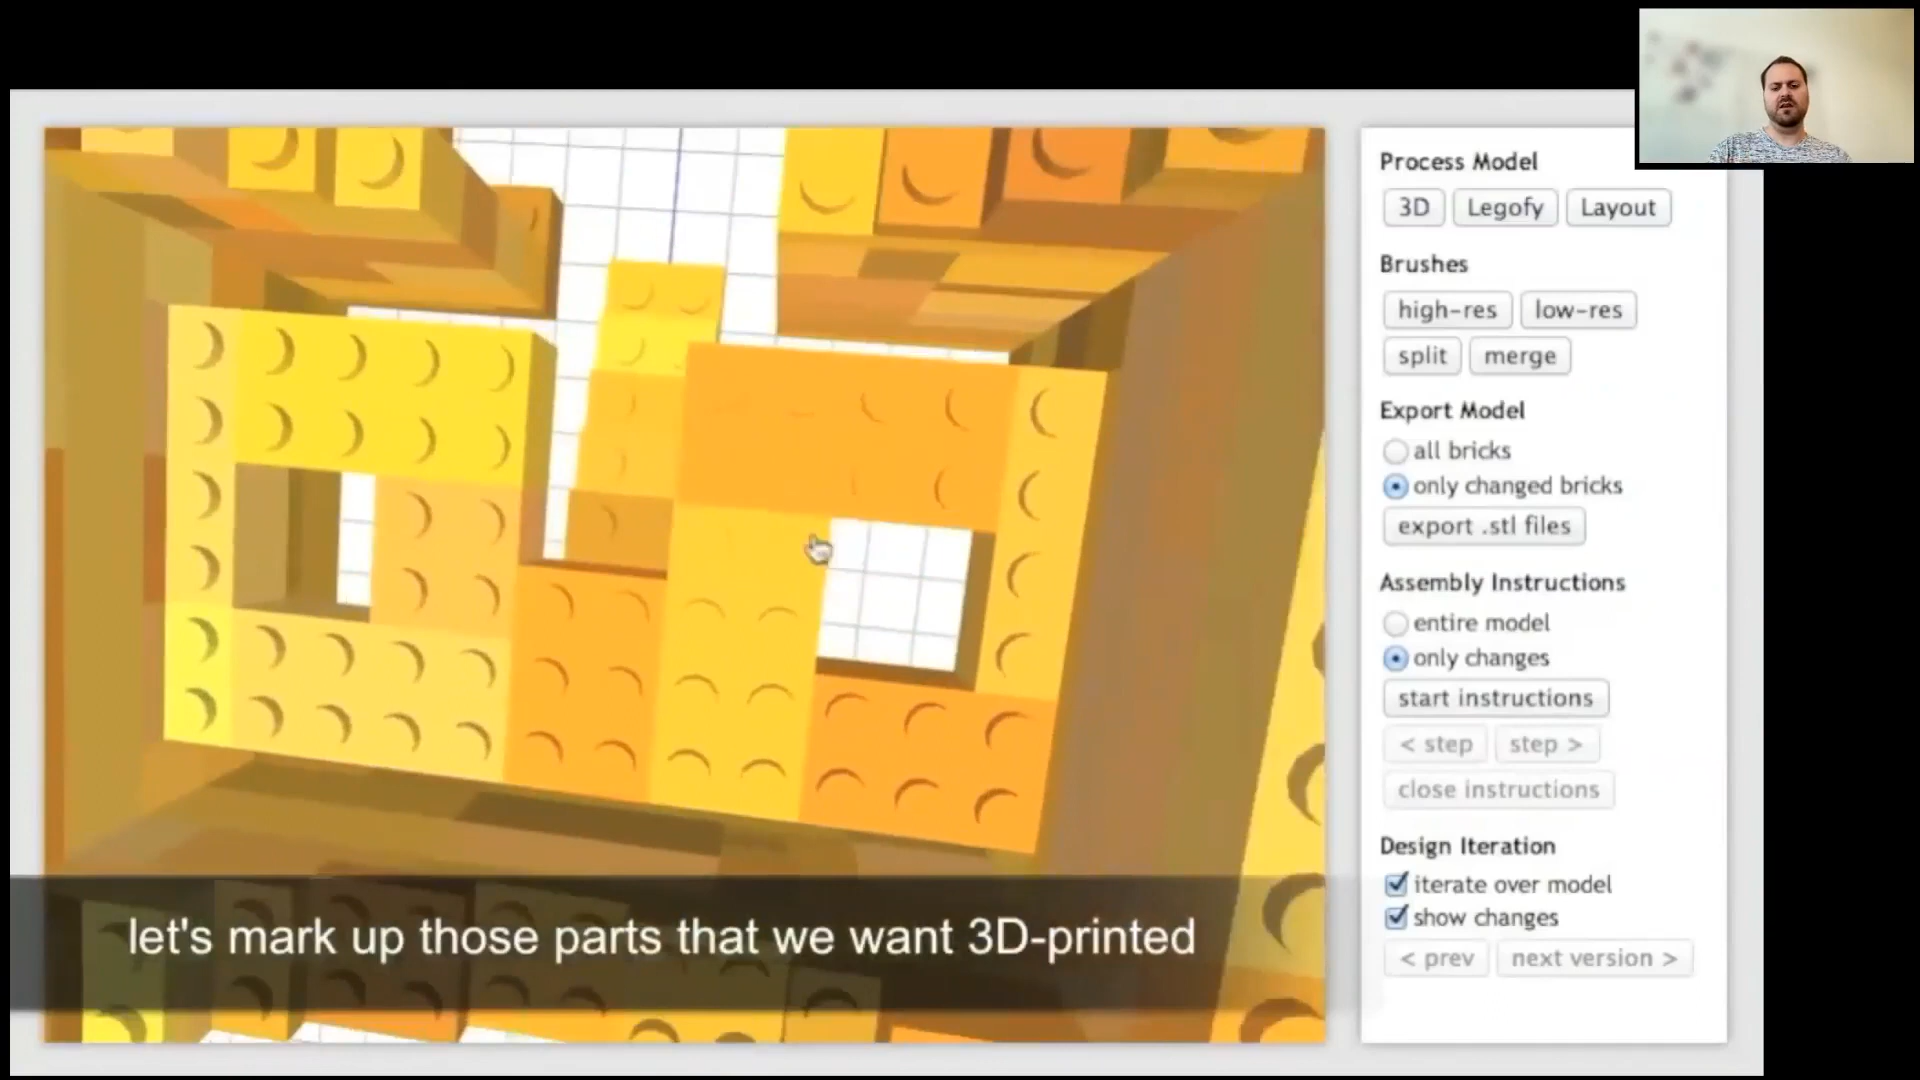 Process Model
3D Legofy Layout
Brushes
high-res low-res
split merge
Export Model
all bricks
only changed bricks
export .stl files
Assembly Instructions
entire model
only changes
start instructions
< step step >
close instructions
Design Iteration
iterate over model
show changes
< prev next version >
let's mark up those parts that we want 3D-printed